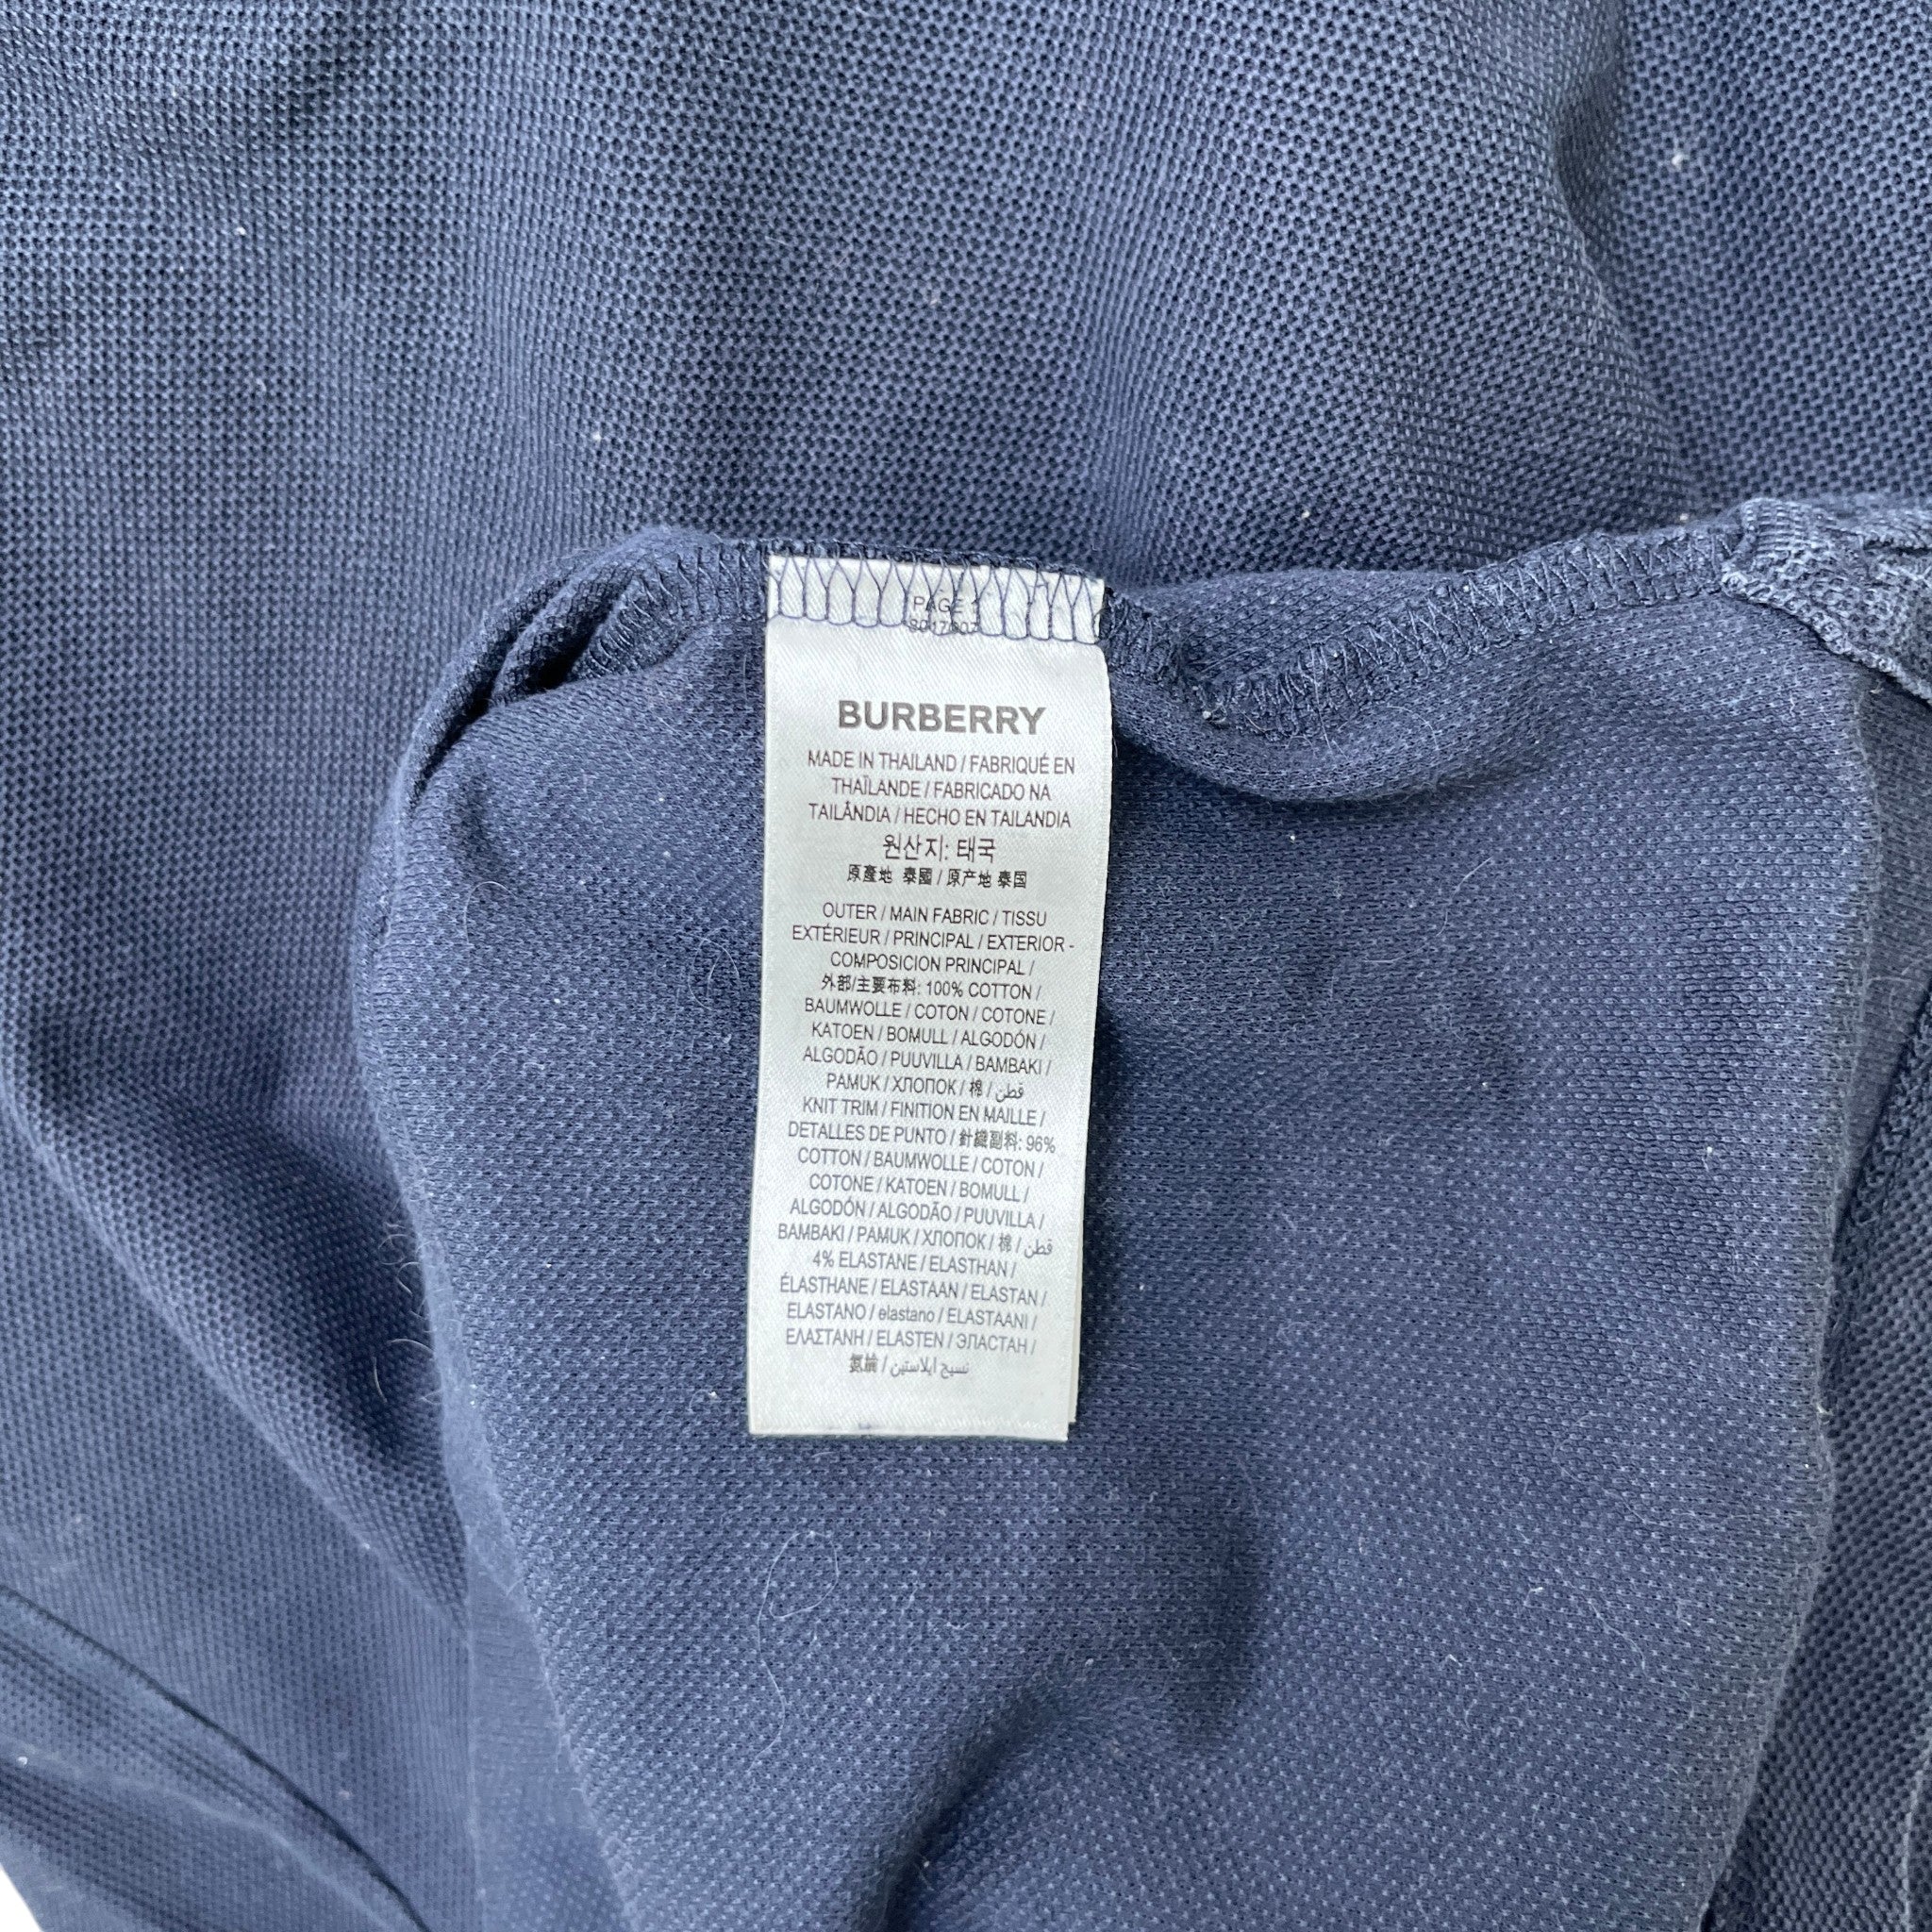 PAGE 1
8017007
BURBERRY
MADE IN THAILAND / FABRIQUÉ EN
THAÏLANDE / FABRICADO NA
TAILÂNDIA / HECHO EN TAILANDIA
원산지: 태국
原產地 泰國 / 原产地 泰国
OUTER / MAIN FABRIC / TISSU
EXTÉRIEUR / PRINCIPAL / EXTERIOR -
COMPOSICION PRINCIPAL /
外部/主要布料: 100% COTTON /
BAUMWOLLE / COTON / COTONE /
KATOEN / BOMULL / ALGODÓN /
ALGODÃO / PUUVILLA / BAMBAKI /
PAMUK / ХЛОПОК / 棉 / قطن
KNIT TRIM / FINITION EN MAILLE /
DETALLES DE PUNTO / 針織副料: 96%
COTTON / BAUMWOLLE / COTON /
COTONE / KATOEN / BOMULL /
ALGODÓN / ALGODÃO / PUUVILLA /
BAMBAKI / PAMUK / ХЛОПОК / 棉 / قطن
4% ELASTANE / ELASTHAN /
ÉLASTHANE / ELASTAAN / ELASTAN /
ELASTANO / elastano / ELASTAANI /
ΕΛΑΣΤΑΝΗ / ELASTEN / ЭЛАСТАН /
氨綸 / نسيج ايلاستين